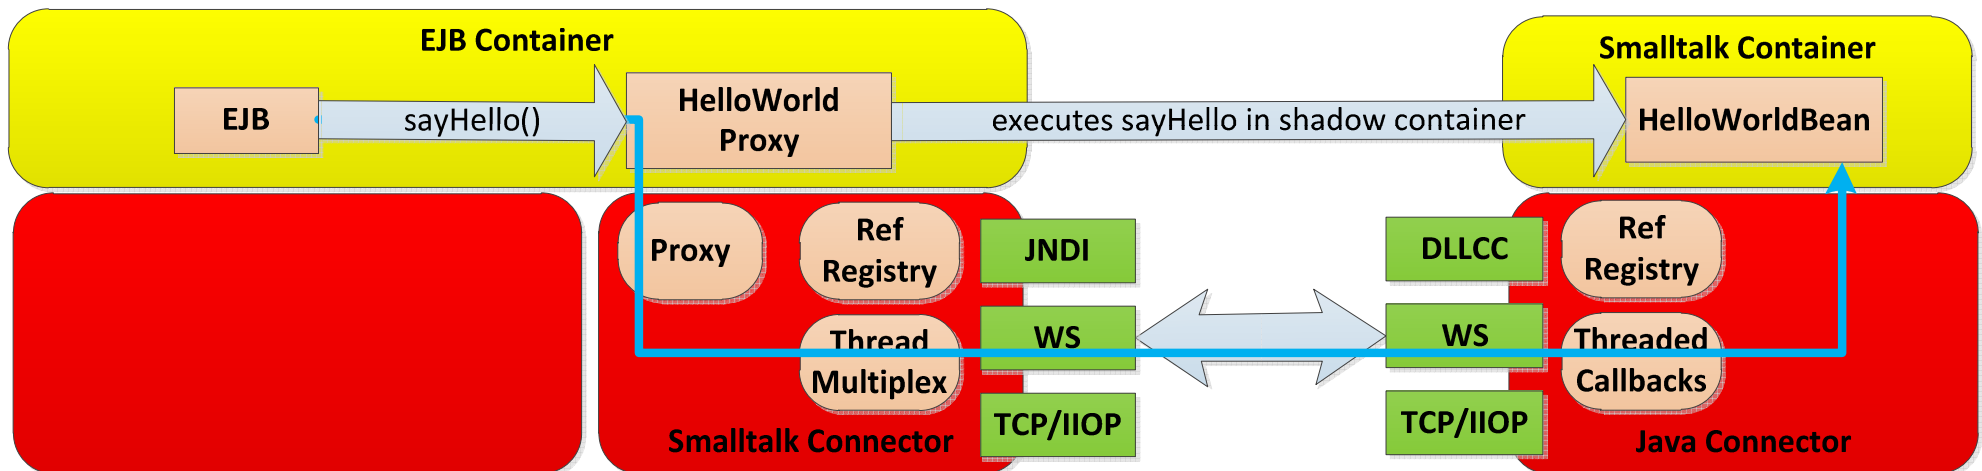 EJB Container
EJB
sayHello()
HelloWorld
Proxy
executes sayHello in shadow container
Smalltalk Container
HelloWorldBean
Proxy
Ref
Registry
Thread
Multiplex
JNDI
WS
TCP/IIOP
Smalltalk Connector
DLLCC
WS
TCP/IIOP
Ref
Registry
Threaded
Callbacks
Java Connector